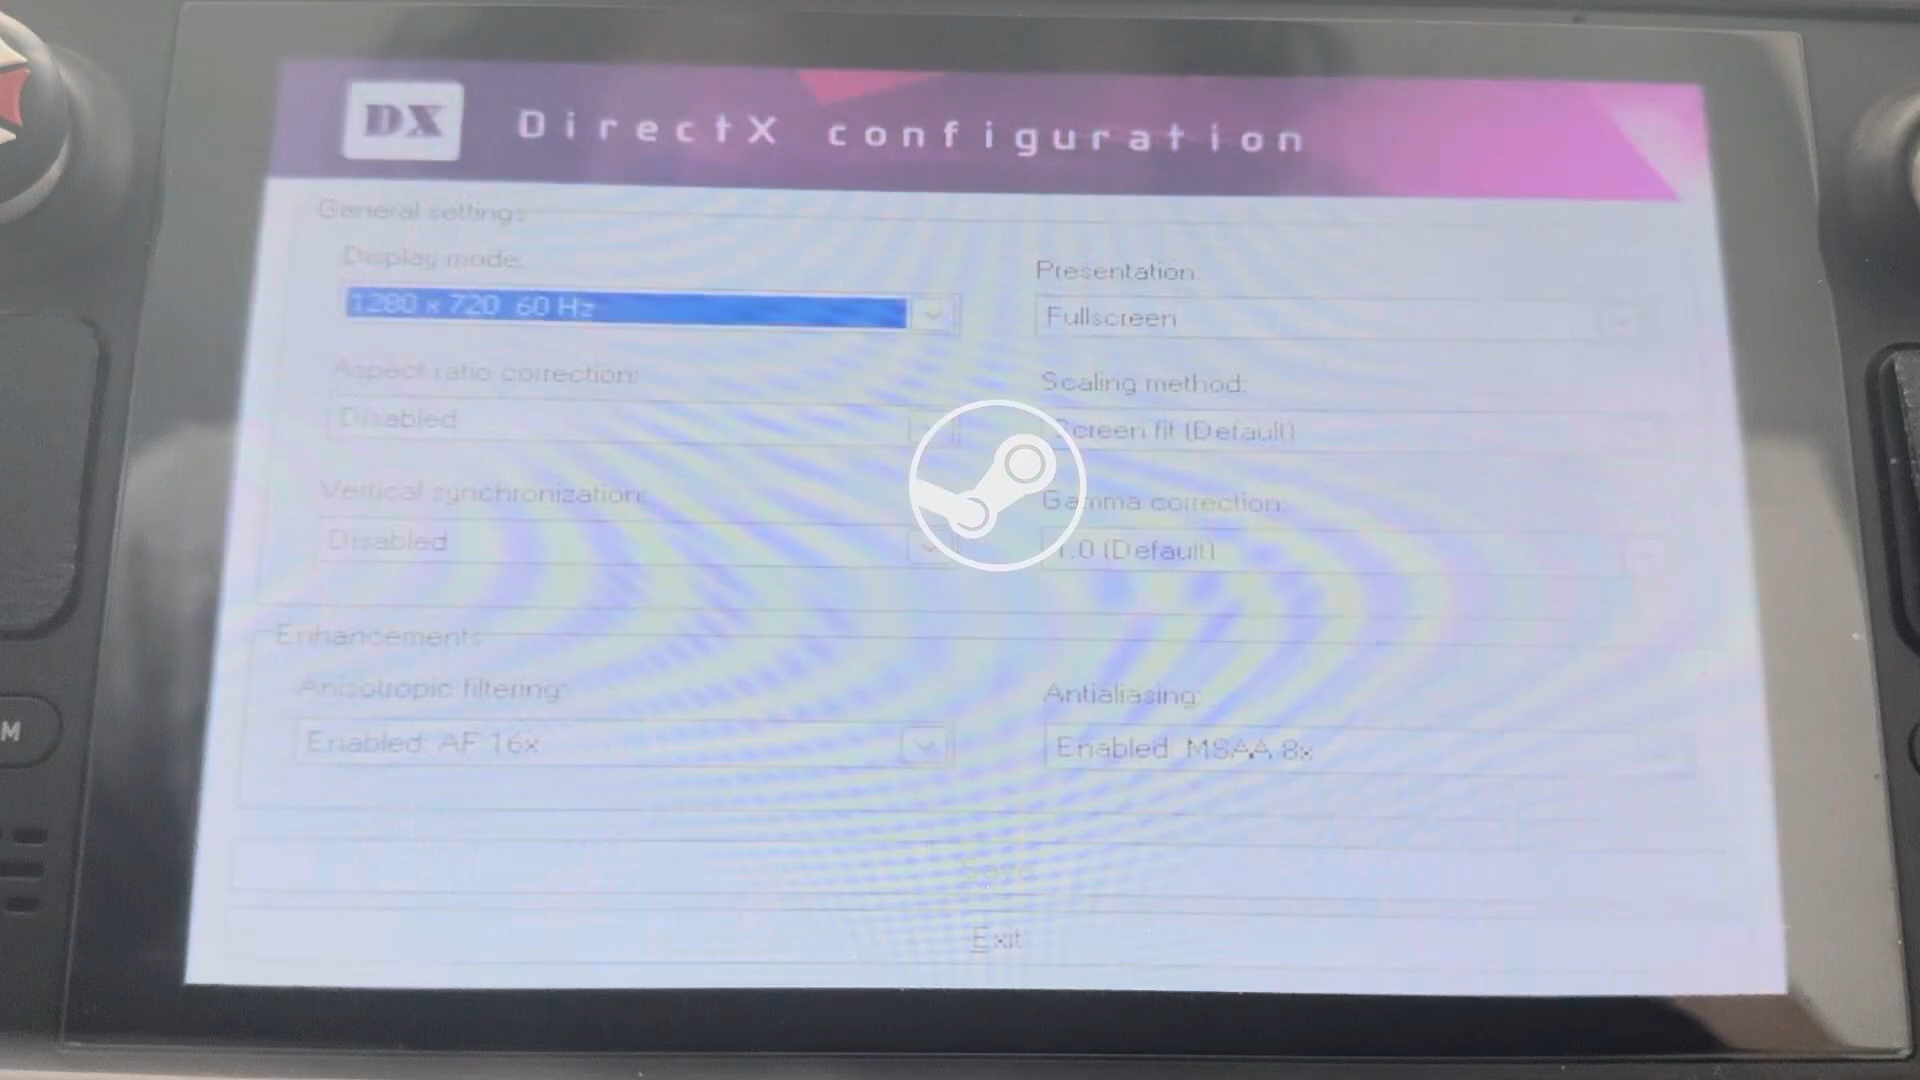 DX DirectX configuration
General settings
Display mode:
1280 x 720 60 Hz
Presentation
Fullscreen
Aspect ratio correction:
Disabled
Scaling method:
Screen fit (Default)
Vertical synchronization:
Disabled
Gamma correction:
1.0 (Default)
Enhancements
Anisotropic filtering:
Enabled: AF 16x
Antialiasing:
Enabled: MSAA 8x
Save
Exit
M